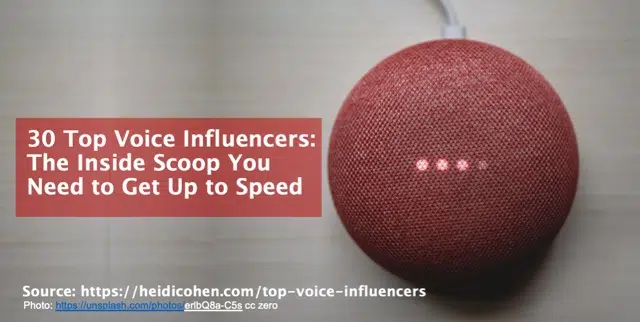 30 Top Voice Influencers:
The Inside Scoop You
Need to Get Up to Speed
Source: https://heidicohen.com/top-voice-influencers
Photo: https://unsplash.com/photos/erlbQ8a-C5s cc zero